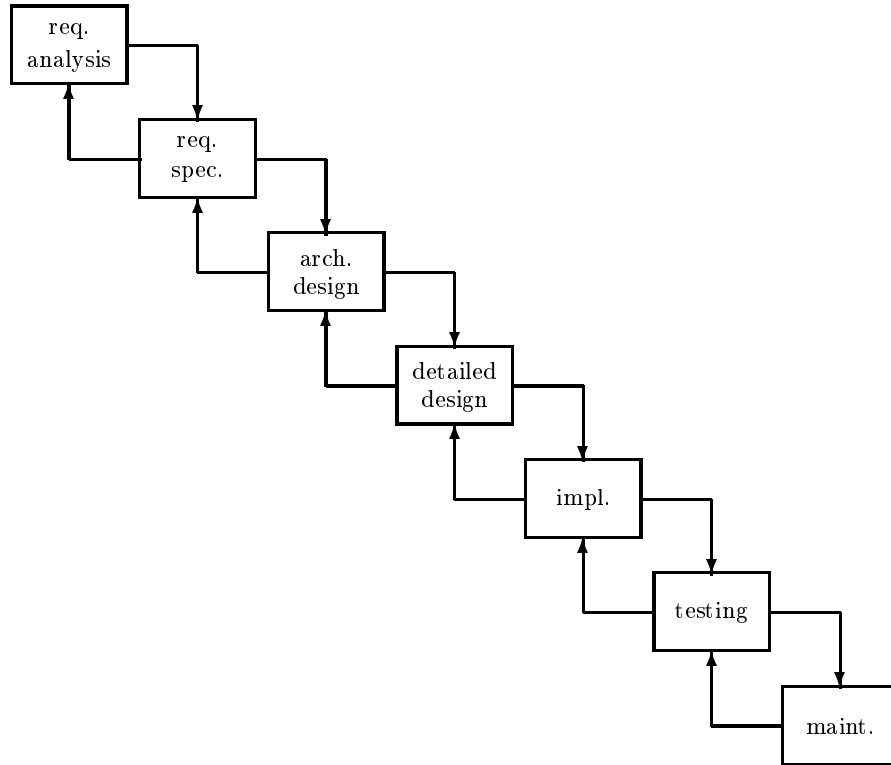 req.
analysis
req.
spec.
arch.
design
detailed
design
impl.
testing
maint.